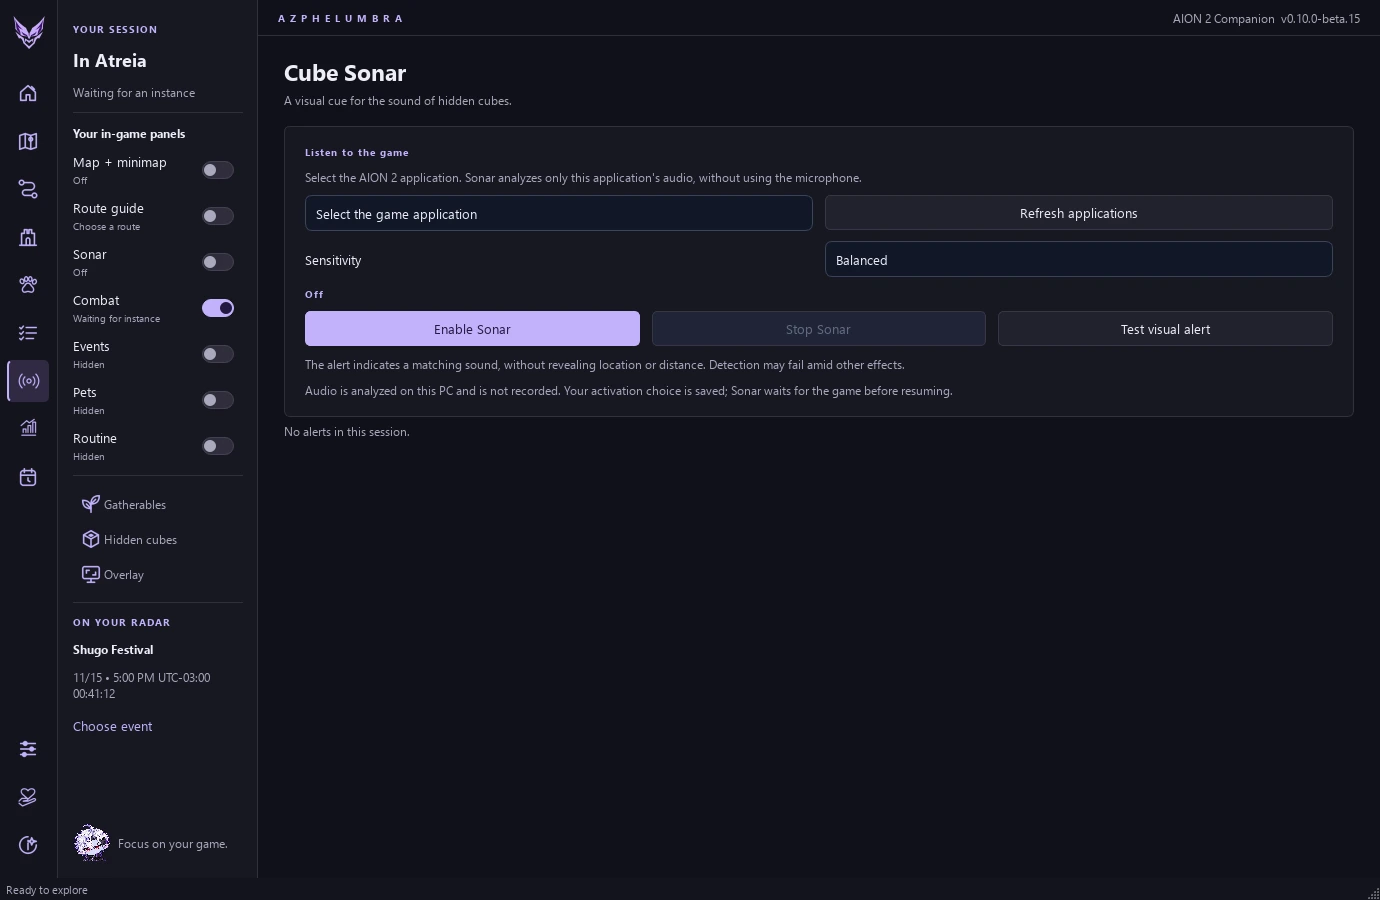 AZPHELUMBRA
AION 2 Companion v0.10.0-beta.15
YOUR SESSION
In Atreia
Waiting for an instance
Your in-game panels
Map + minimap
Off
Route guide
Choose a route
Sonar
Off
Combat
Waiting for instance
Events
Hidden
Pets
Hidden
Routine
Hidden
Gatherables
Hidden cubes
Overlay
ON YOUR RADAR
Shugo Festival
11/15 • 5:00 PM UTC-03:00
00:41:12
Choose event
Focus on your game.
Cube Sonar
A visual cue for the sound of hidden cubes.
Listen to the game
Select the AION 2 application. Sonar analyzes only this application's audio, without using the microphone.
Select the game application
Refresh applications
Sensitivity
Balanced
Off
Enable Sonar
Stop Sonar
Test visual alert
The alert indicates a matching sound, without revealing location or distance. Detection may fail amid other effects.
Audio is analyzed on this PC and is not recorded. Your activation choice is saved; Sonar waits for the game before resuming.
No alerts in this session.
Ready to explore